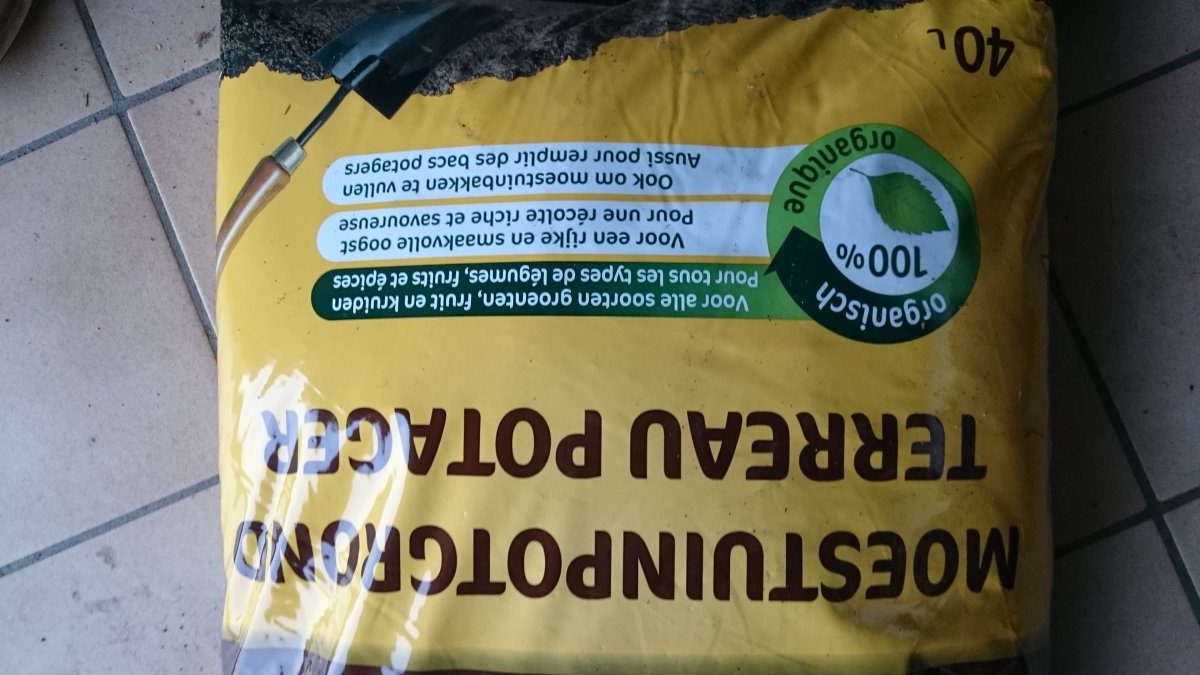 MOESTUINPOTGROND
TERREAU POTAGER
organisch
100%
organique
Voor alle soorten groenten, fruit en kruiden
Pour tous les types de légumes, fruits et épices
Voor een rijke en smaakvolle oogst
Pour une récolte riche et savoureuse
Ook om moestuinbakken te vullen
Aussi pour remplir des bacs potagers
40L